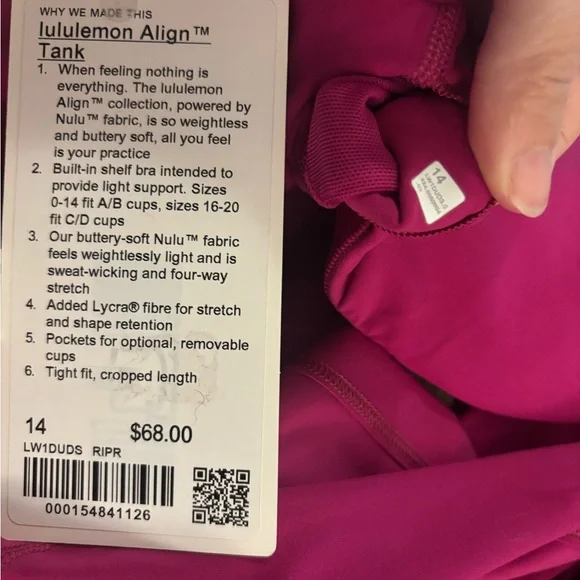 WHY WE MADE THIS
lululemon Align™
Tank
1. When feeling nothing is
everything. The lululemon
Align™ collection, powered by
Nulu™ fabric, is so weightless
and buttery soft, all you feel
is your practice
2. Built-in shelf bra intended to
provide light support. Sizes
0-14 fit A/B cups, sizes 16-20
fit C/D cups
3. Our buttery-soft Nulu™ fabric
feels weightlessly light and is
sweat-wicking and four-way
stretch
4. Added Lycra® fibre for stretch
and shape retention
5. Pockets for optional, removable
cups
6. Tight fit, cropped length
14 $68.00
LW1DUDS RIPR
000154841126
14